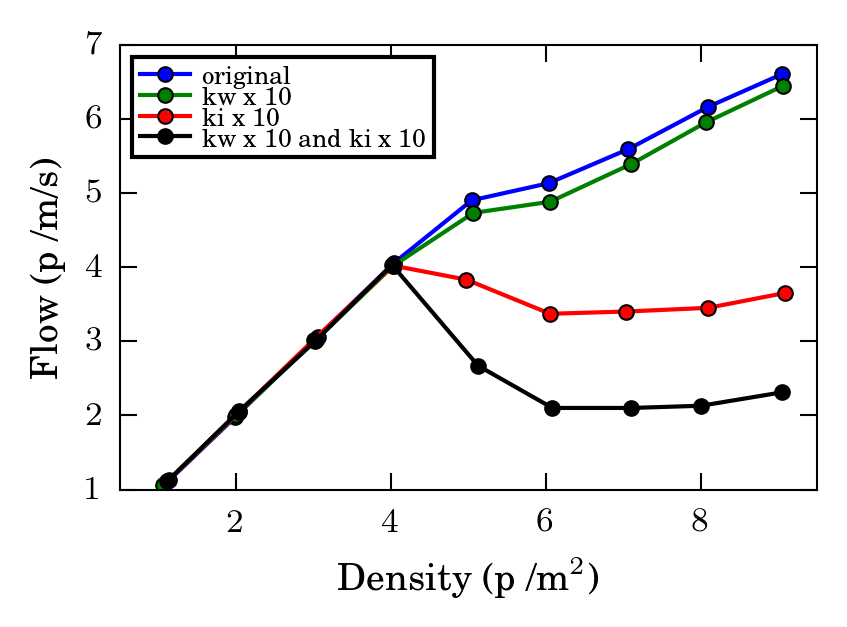 7
6
5
4
3
2
1
Flow (p /m/s)
original
kw x 10
ki x 10
kw x 10 and ki x 10
2 4 6 8
Density (p /m²)